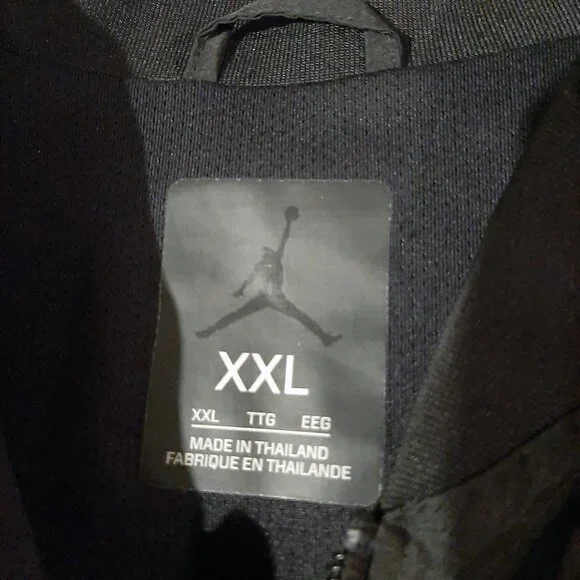 XXL
XXL TTG EEG
MADE IN THAILAND
FABRIQUE EN THAILANDE